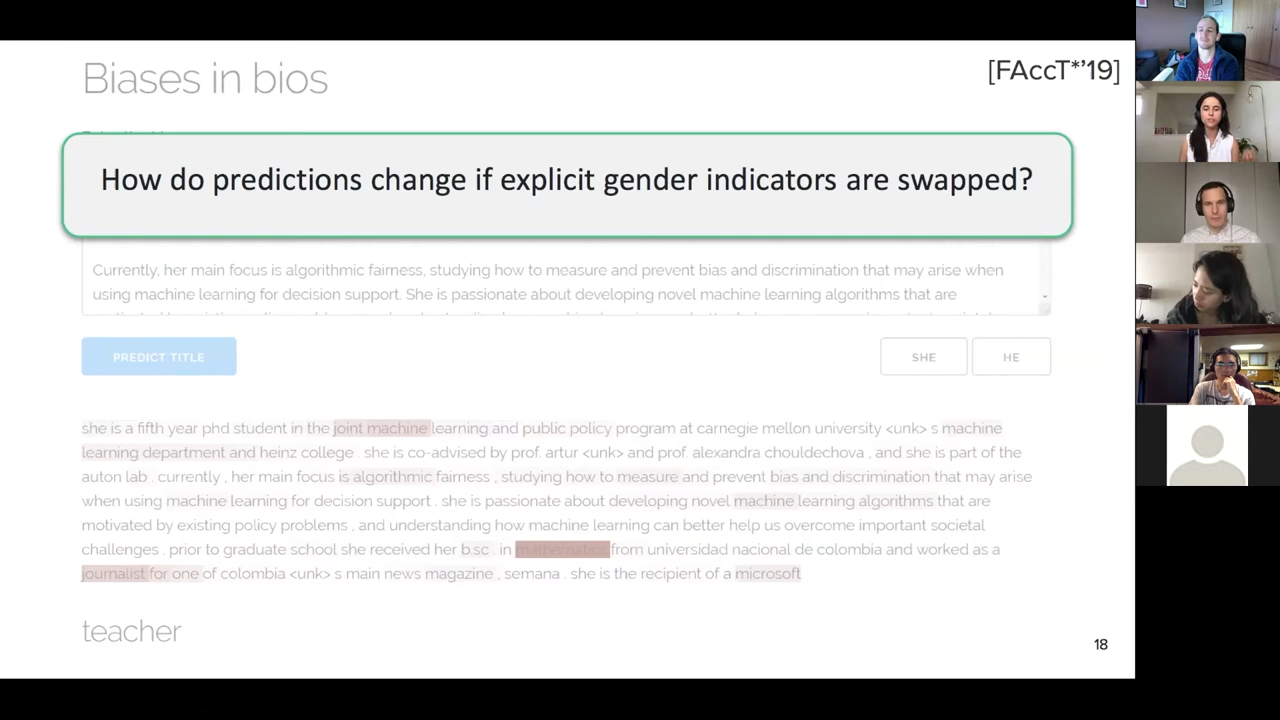 Biases in bios
[FAccT*'19]
How do predictions change if explicit gender indicators are swapped?
Currently, her main focus is algorithmic fairness, studying how to measure and prevent bias and discrimination that may arise when
using machine learning for decision support. She is passionate about developing novel machine learning algorithms that are
PREDICT TITLE
SHE
HE
she is a fifth year phd student in the joint machine learning and public policy program at carnegie mellon university <unk> s machine
learning department and heinz college . she is co-advised by prof. artur <unk> and prof. alexandra chouldechova , and she is part of the
auton lab . currently , her main focus is algorithmic fairness , studying how to measure and prevent bias and discrimination that may arise
when using machine learning for decision support . she is passionate about developing novel machine learning algorithms that are
motivated by existing policy problems , and understanding how machine learning can better help us overcome important societal
challenges . prior to graduate school she received her b.sc . in mathematics from universidad nacional de colombia and worked as a
journalist for one of colombia <unk> s main news magazine , semana . she is the recipient of a microsoft
teacher
18